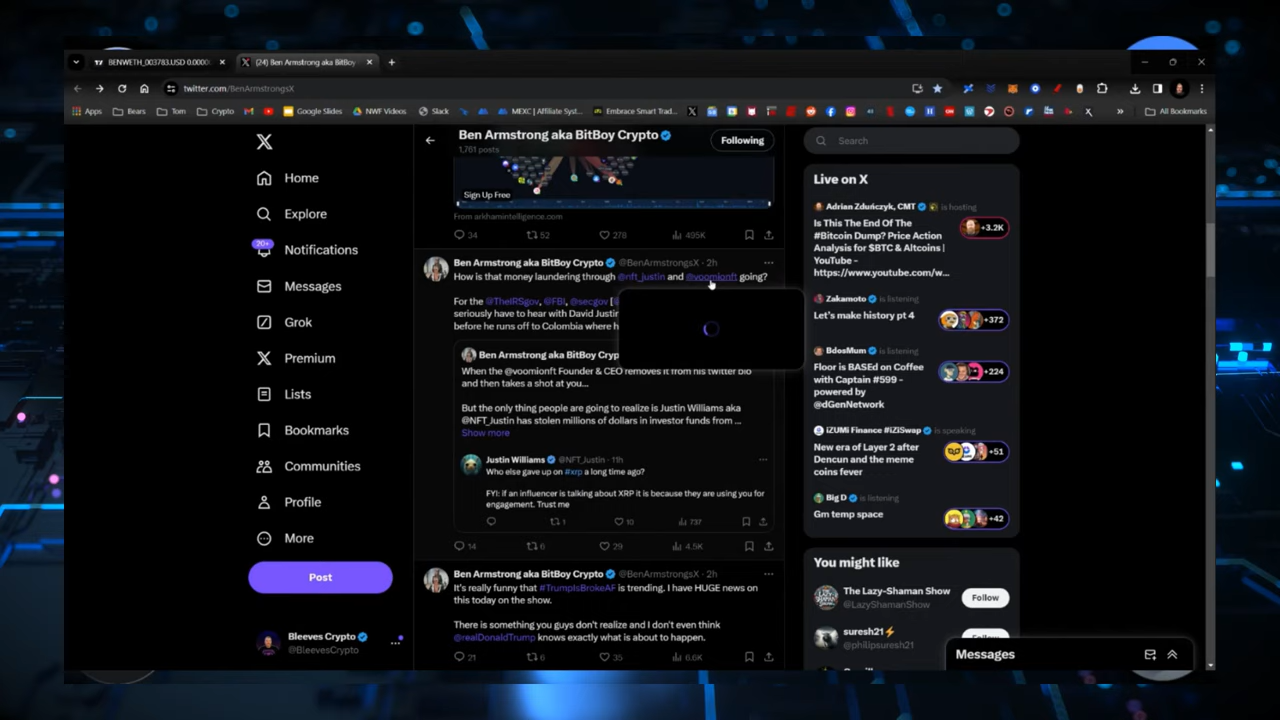 BENWETH_003783.USD 0.0000
(24) Ben Armstrong aka BitBoy
twitter.com/BenArmstrongsX
Apps
Bears
Tom
Crypto
Google Slides
NWF Videos
Slack
MEXC | Affiliate Syst...
Embrace Smart Trad...
All Bookmarks
Home
Explore
20+
Notifications
Messages
Grok
Premium
Lists
Bookmarks
Communities
Profile
More
Post
Bleeves Crypto
@BleevesCrypto
Ben Armstrong aka BitBoy Crypto
1,761 posts
Following
Sign Up Free
From arkhamintelligence.com
34 52 278 495K
Ben Armstrong aka BitBoy Crypto @BenArmstrongsX · 2h
How is that money laundering through @nft_justin and @voomionft going?
For the @TheIRSgov, @FBI, @secgov [
seriously have to hear with David Justin
before he runs off to Colombia where h
Ben Armstrong aka BitBoy Cryp
When the @voomionft Founder & CEO removes it from his twitter bio
and then takes a shot at you...
But the only thing people are going to realize is Justin Williams aka
@NFT_Justin has stolen millions of dollars in investor funds from ...
Show more
Justin Williams @NFT_Justin · 11h
Who else gave up on #xrp a long time ago?
FYI: if an influencer is talking about XRP it is because they are using you for
engagement. Trust me
1 10 737
14 6 29 4.5K
Ben Armstrong aka BitBoy Crypto @BenArmstrongsX · 2h
It's really funny that #TrumpIsBrokeAF is trending. I have HUGE news on
this today on the show.
There is something you guys don't realize and I don't even think
@realDonaldTrump knows exactly what is about to happen.
21 6 35 6.6K
Search
Live on X
Adrian Zduńczyk, CMT is hosting
Is This The End Of The
#Bitcoin Dump? Price Action
Analysis for $BTC & Altcoins |
YouTube -
https://www.youtube.com/w...
+3.2K
Zakamoto is listening
Let's make history pt 4
+372
BdosMum is listening
Floor is BASEd on Coffee
with Captain #599 -
powered by
@dGenNetwork
+224
iZUMi Finance #iZiSwap is speaking
New era of Layer 2 after
Dencun and the meme
coins fever
+51
Big D is listening
Gm temp space
+42
You might like
The Lazy-Shaman Show
@LazyShamanShow
Follow
suresh21
@philipsuresh21
Follow
Messages